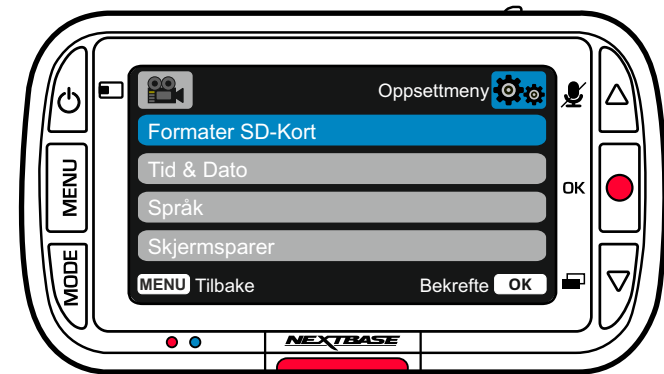 Oppsettmeny
Formater SD-Kort
Tid & Dato
Språk
Skjermsparer
MENU Tilbake
Bekrefte OK
MENU
MODE
OK
NEXTBASE